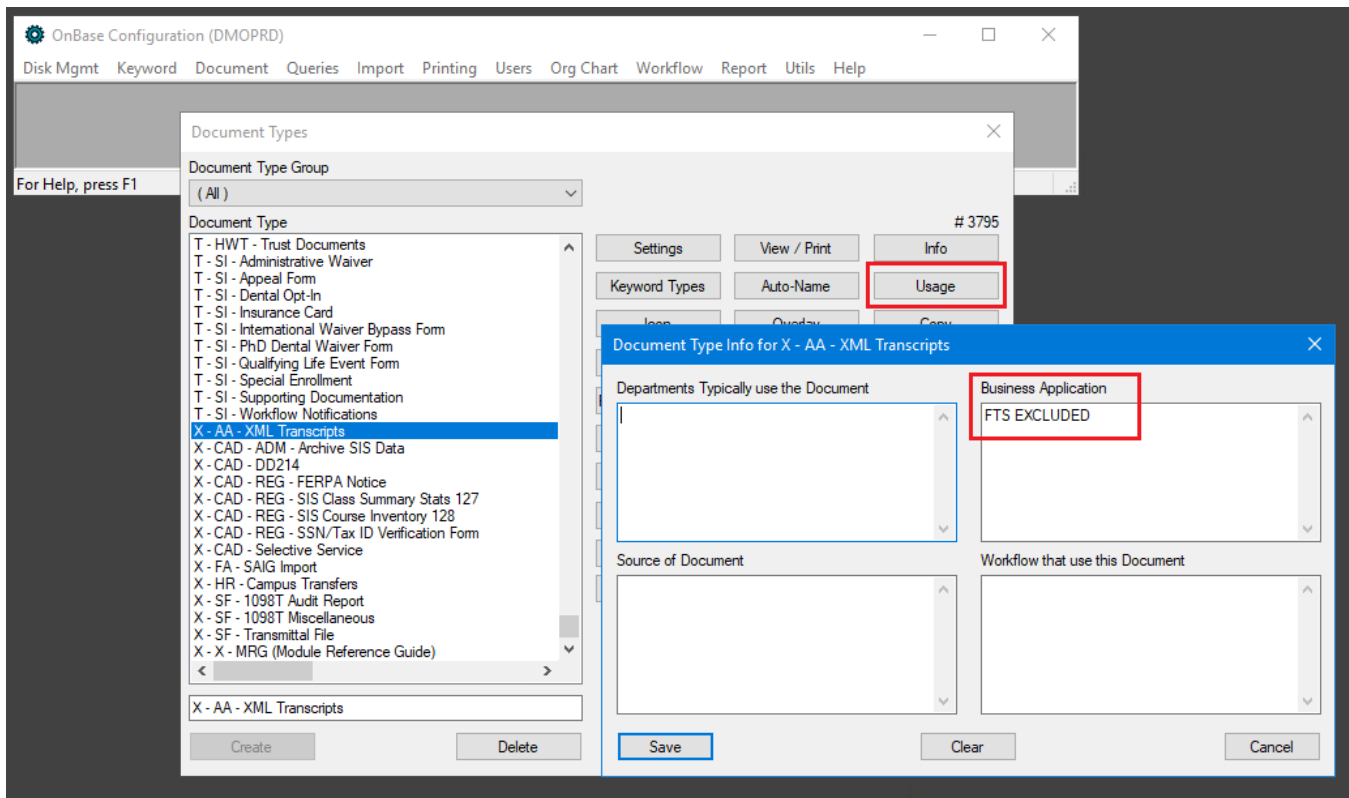 OnBase Configuration (DMOPRD)
Disk Mgmt Keyword Document Queries Import Printing Users Org Chart Workflow Report Utils Help
Document Types
Document Type Group
For Help, press F1
( All )
Document Type
# 3795
T - HWT - Trust Documents
T - SI - Administrative Waiver
T - SI - Appeal Form
T - SI - Dental Opt-In
T - SI - Insurance Card
T - SI - International Waiver Bypass Form
T - SI - PhD Dental Waiver Form
T - SI - Qualifying Life Event Form
T - SI - Special Enrollment
T - SI - Supporting Documentation
T - SI - Workflow Notifications
X - AA - XML Transcripts
X - CAD - ADM - Archive SIS Data
X - CAD - DD214
X - CAD - REG - FERPA Notice
X - CAD - REG - SIS Class Summary Stats 127
X - CAD - REG - SIS Course Inventory 128
X - CAD - REG - SSN/Tax ID Verification Form
X - CAD - Selective Service
X - FA - SAIG Import
X - HR - Campus Transfers
X - SF - 1098T Audit Report
X - SF - 1098T Miscellaneous
X - SF - Transmittal File
X - X - MRG (Module Reference Guide)
X - AA - XML Transcripts
Create Delete
Settings View / Print Info
Keyword Types Auto-Name Usage
Icon Overlay Copy
Document Type Info for X - AA - XML Transcripts
Departments Typically use the Document
Business Application
FTS EXCLUDED
Source of Document
Workflow that use this Document
Save Clear Cancel